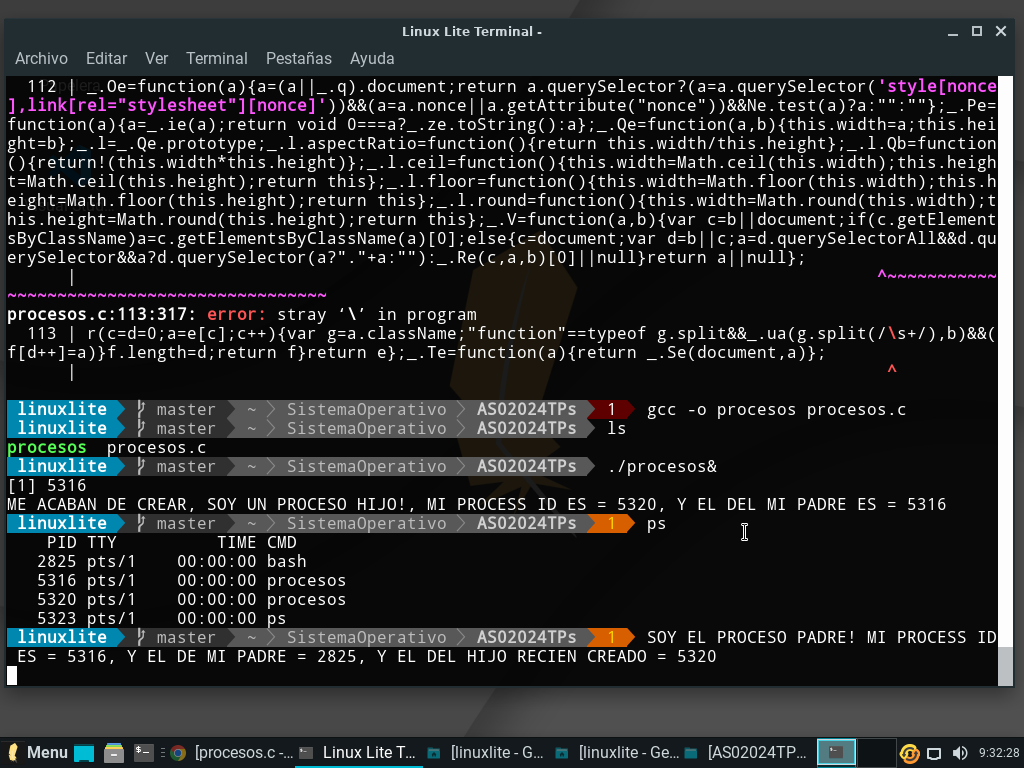 Linux Lite Terminal -
Archivo Editar Ver Terminal Pestañas Ayuda
112 | _.Oe=function(a){a=(a||_.q).document;return a.querySelector?(a=a.querySelector('style[nonce
],link[rel="stylesheet"][nonce]'))&&(a=a.nonce||a.getAttribute("nonce"))&&Ne.test(a)?a:"":""};_.Pe=
function(a){a=_.ie(a);return void 0===a?_.ze.toString():a};_.Qe=function(a,b){this.width=a;this.hei
ght=b};_.l=_.Qe.prototype;_.l.aspectRatio=function(){return this.width/this.height};_.l.Qb=function
(){return!(this.width*this.height)};_.l.ceil=function(){this.width=Math.ceil(this.width);this.heigh
t=Math.ceil(this.height);return this};_.l.floor=function(){this.width=Math.floor(this.width);this.h
eight=Math.floor(this.height);return this};_.l.round=function(){this.width=Math.round(this.width);t
his.height=Math.round(this.height);return this};_.V=function(a,b){var c=b||document;if(c.getElement
sByClassName)a=c.getElementsByClassName(a)[0];else{c=document;var d=b||c;a=d.querySelectorAll&&d.qu
erySelector&&a?d.querySelector(a?"."+a:""):_.Re(c,a,b)[0]||null}return a||null};
| ^~~~~~~~~~~~
~~~~~~~~~~~~~~~~~~~~~~~~~~~~~~~~
procesos.c:113:317: error: stray ‘\’ in program
113 | r(c=d=0;a=e[c];c++){var g=a.className;"function"==typeof g.split&&_.ua(g.split(/\s+/),b)&&(
f[d++]=a)}f.length=d;return f}return e};_.Te=function(a){return _.Se(document,a)};
| ^
linuxlite master ~ SistemaOperativo AS02024TPs 1 gcc -o procesos procesos.c
linuxlite master ~ SistemaOperativo AS02024TPs ls
procesos procesos.c
linuxlite master ~ SistemaOperativo AS02024TPs ./procesos&
[1] 5316
ME ACABAN DE CREAR, SOY UN PROCESO HIJO!, MI PROCESS ID ES = 5320, Y EL DEL MI PADRE ES = 5316
linuxlite master ~ SistemaOperativo AS02024TPs 1 ps
PID TTY TIME CMD
2825 pts/1 00:00:00 bash
5316 pts/1 00:00:00 procesos
5320 pts/1 00:00:00 procesos
5323 pts/1 00:00:00 ps
linuxlite master ~ SistemaOperativo AS02024TPs 1 SOY EL PROCESO PADRE! MI PROCESS ID
ES = 5316, Y EL DE MI PADRE = 2825, Y EL DEL HIJO RECIEN CREADO = 5320
Menu [procesos.c -... Linux Lite T... [linuxlite - G... [linuxlite - Ge... [AS02024TP... 9:32:28